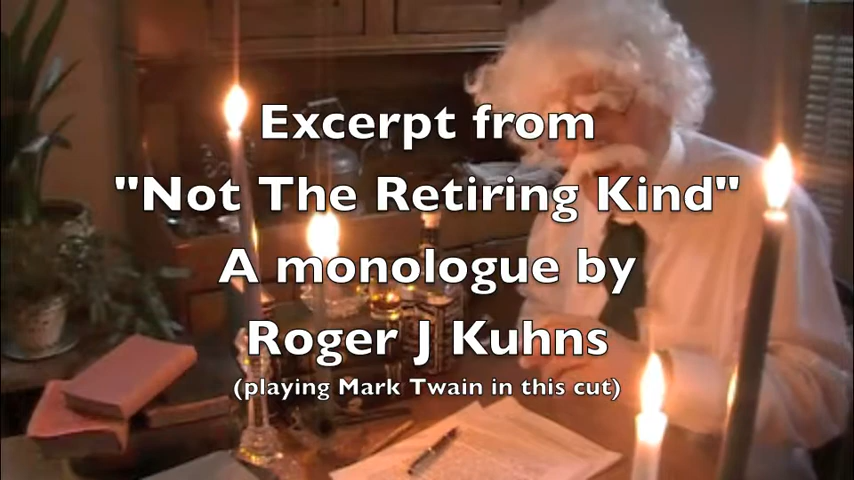 Excerpt from
"Not The Retiring Kind"
A monologue by
Roger J Kuhns
(playing Mark Twain in this cut)